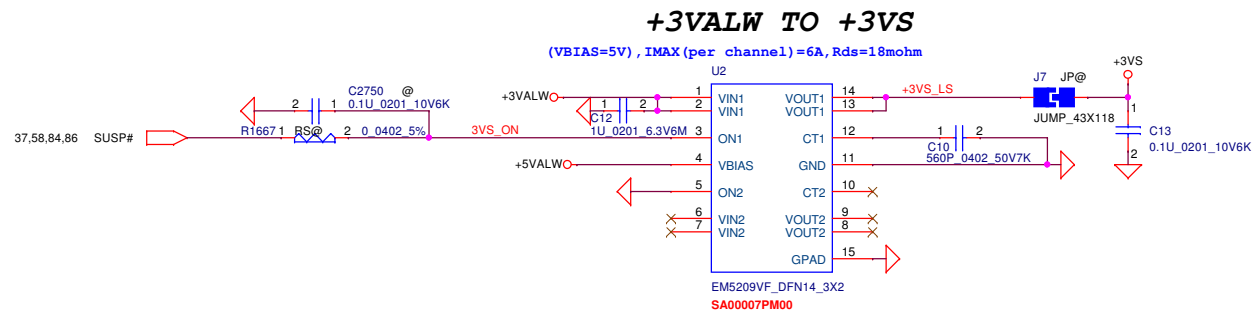 +3VALW TO +3VS
(VBIAS=5V),IMAX(per channel)=6A,Rds=18mohm
U2
+3VS
J7 JP@
C2750 @
0.1U_0201_10V6K
2 1
+3VALW
1 VIN1
2 VIN1
VOUT1 14
VOUT1 13
+3VS_LS
JUMP_43X118
1
C13
0.1U_0201_10V6K
2
1 2
C12
1U_0201_6.3V6M
37,58,84,86 SUSP#
R1667 1 RS@ 2 0_0402_5%
3VS_ON
3 ON1
CT1 12
1 2
C10
560P_0402_50V7K
+5VALW
4 VBIAS
GND 11
5 ON2
CT2 10
6 VIN2
7 VIN2
VOUT2 9
VOUT2 8
GPAD 15
EM5209VF_DFN14_3X2
SA00007PM00